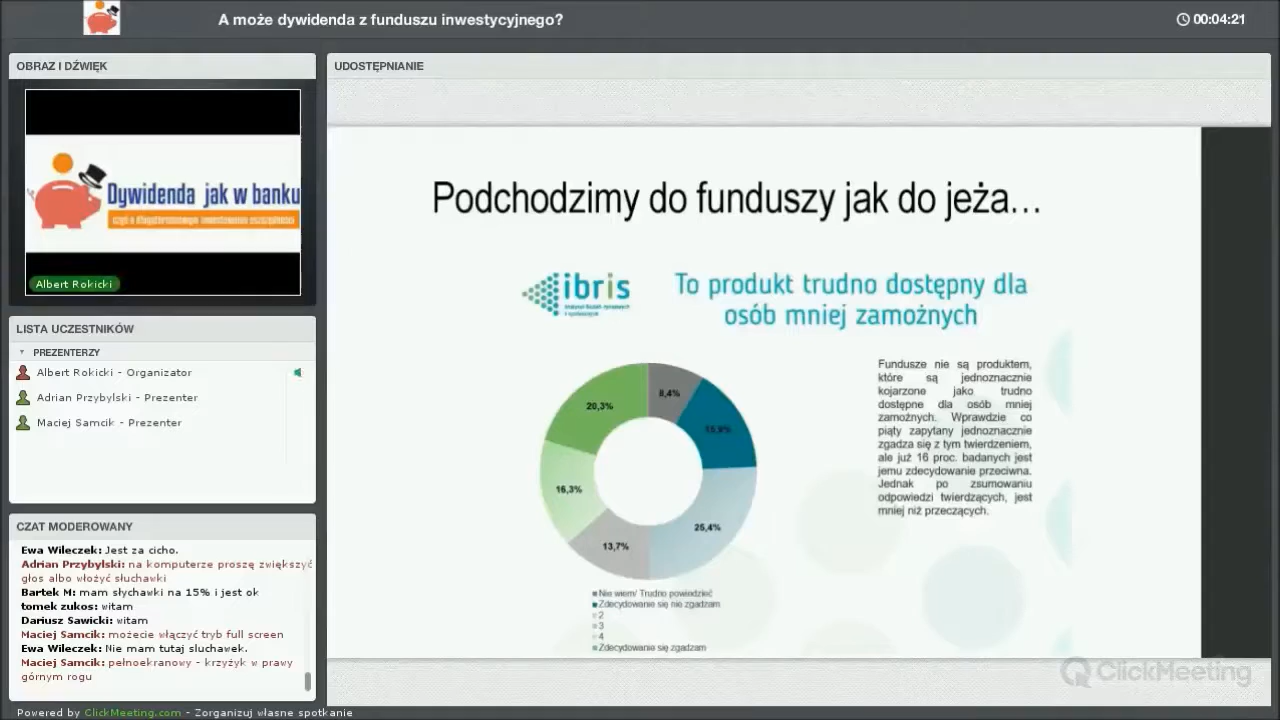 A może dywidenda z funduszu inwestycyjnego?
00:04:21
OBRAZ I DŹWIĘK
Dywidenda jak w banku
czyli o długoterminowym inwestowaniu oszczędności
Albert Rokicki
LISTA UCZESTNIKÓW
PREZENTERZY
Albert Rokicki - Organizator
Adrian Przybylski - Prezenter
Maciej Samcik - Prezenter
CZAT MODEROWANY
Ewa Wileczek: Jest za cicho.
Adrian Przybylski: na komputerze proszę zwiększyć
głos albo włożyć słuchawki
Bartek M: mam słychawki na 15% i jest ok
tomek zukos: witam
Dariusz Sawicki: witam
Maciej Samcik: możecie włączyć tryb full screen
Ewa Wileczek: Nie mam tutaj sluchawek.
Maciej Samcik: pełnoekranowy - krzyżyk w prawy
górnym rogu
Powered by ClickMeeting.com - Zorganizuj własne spotkanie
UDOSTĘPNIANIE
Podchodzimy do funduszy jak do jeża...
ibris
To produkt trudno dostępny dla
osób mniej zamożnych
8,4%
20,3%
16,3%
13,7%
25,4%
Nie wiem/ Trudno powiedzieć
Zdecydowanie się nie zgadzam
2
3
4
Zdecydowanie się zgadzam
Fundusze nie są produktem,
które są jednoznacznie
kojarzone jako trudno
dostępne dla osób mniej
zamożnych. Wprawdzie co
piąty zapytany jednoznacznie
zgadza się z tym twierdzeniem,
ale już 16 proc. badanych jest
jemu zdecydowanie przeciwna.
Jednak po zsumowaniu
odpowiedzi twierdzących, jest
mniej niż przeczących.
ClickMeeting